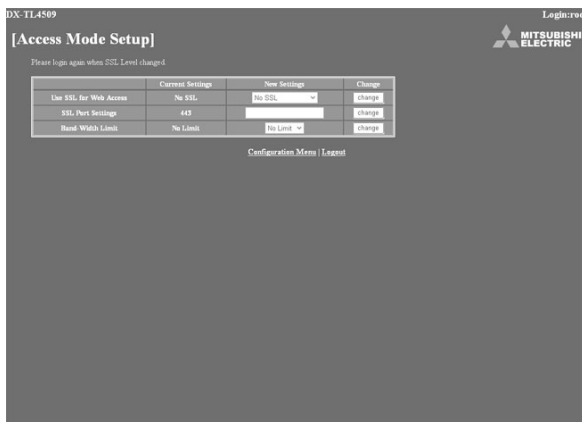 DX-TL4509
Login:roo
[Access Mode Setup]
MITSUBISHI
ELECTRIC
Please login again when SSL Level changed.
Current Settings New Settings Change
Use SSL for Web Access No SSL No SSL change
SSL Port Settings 443 change
Band-Width Limit No Limit No Limit change
Configuration Menu | Logout